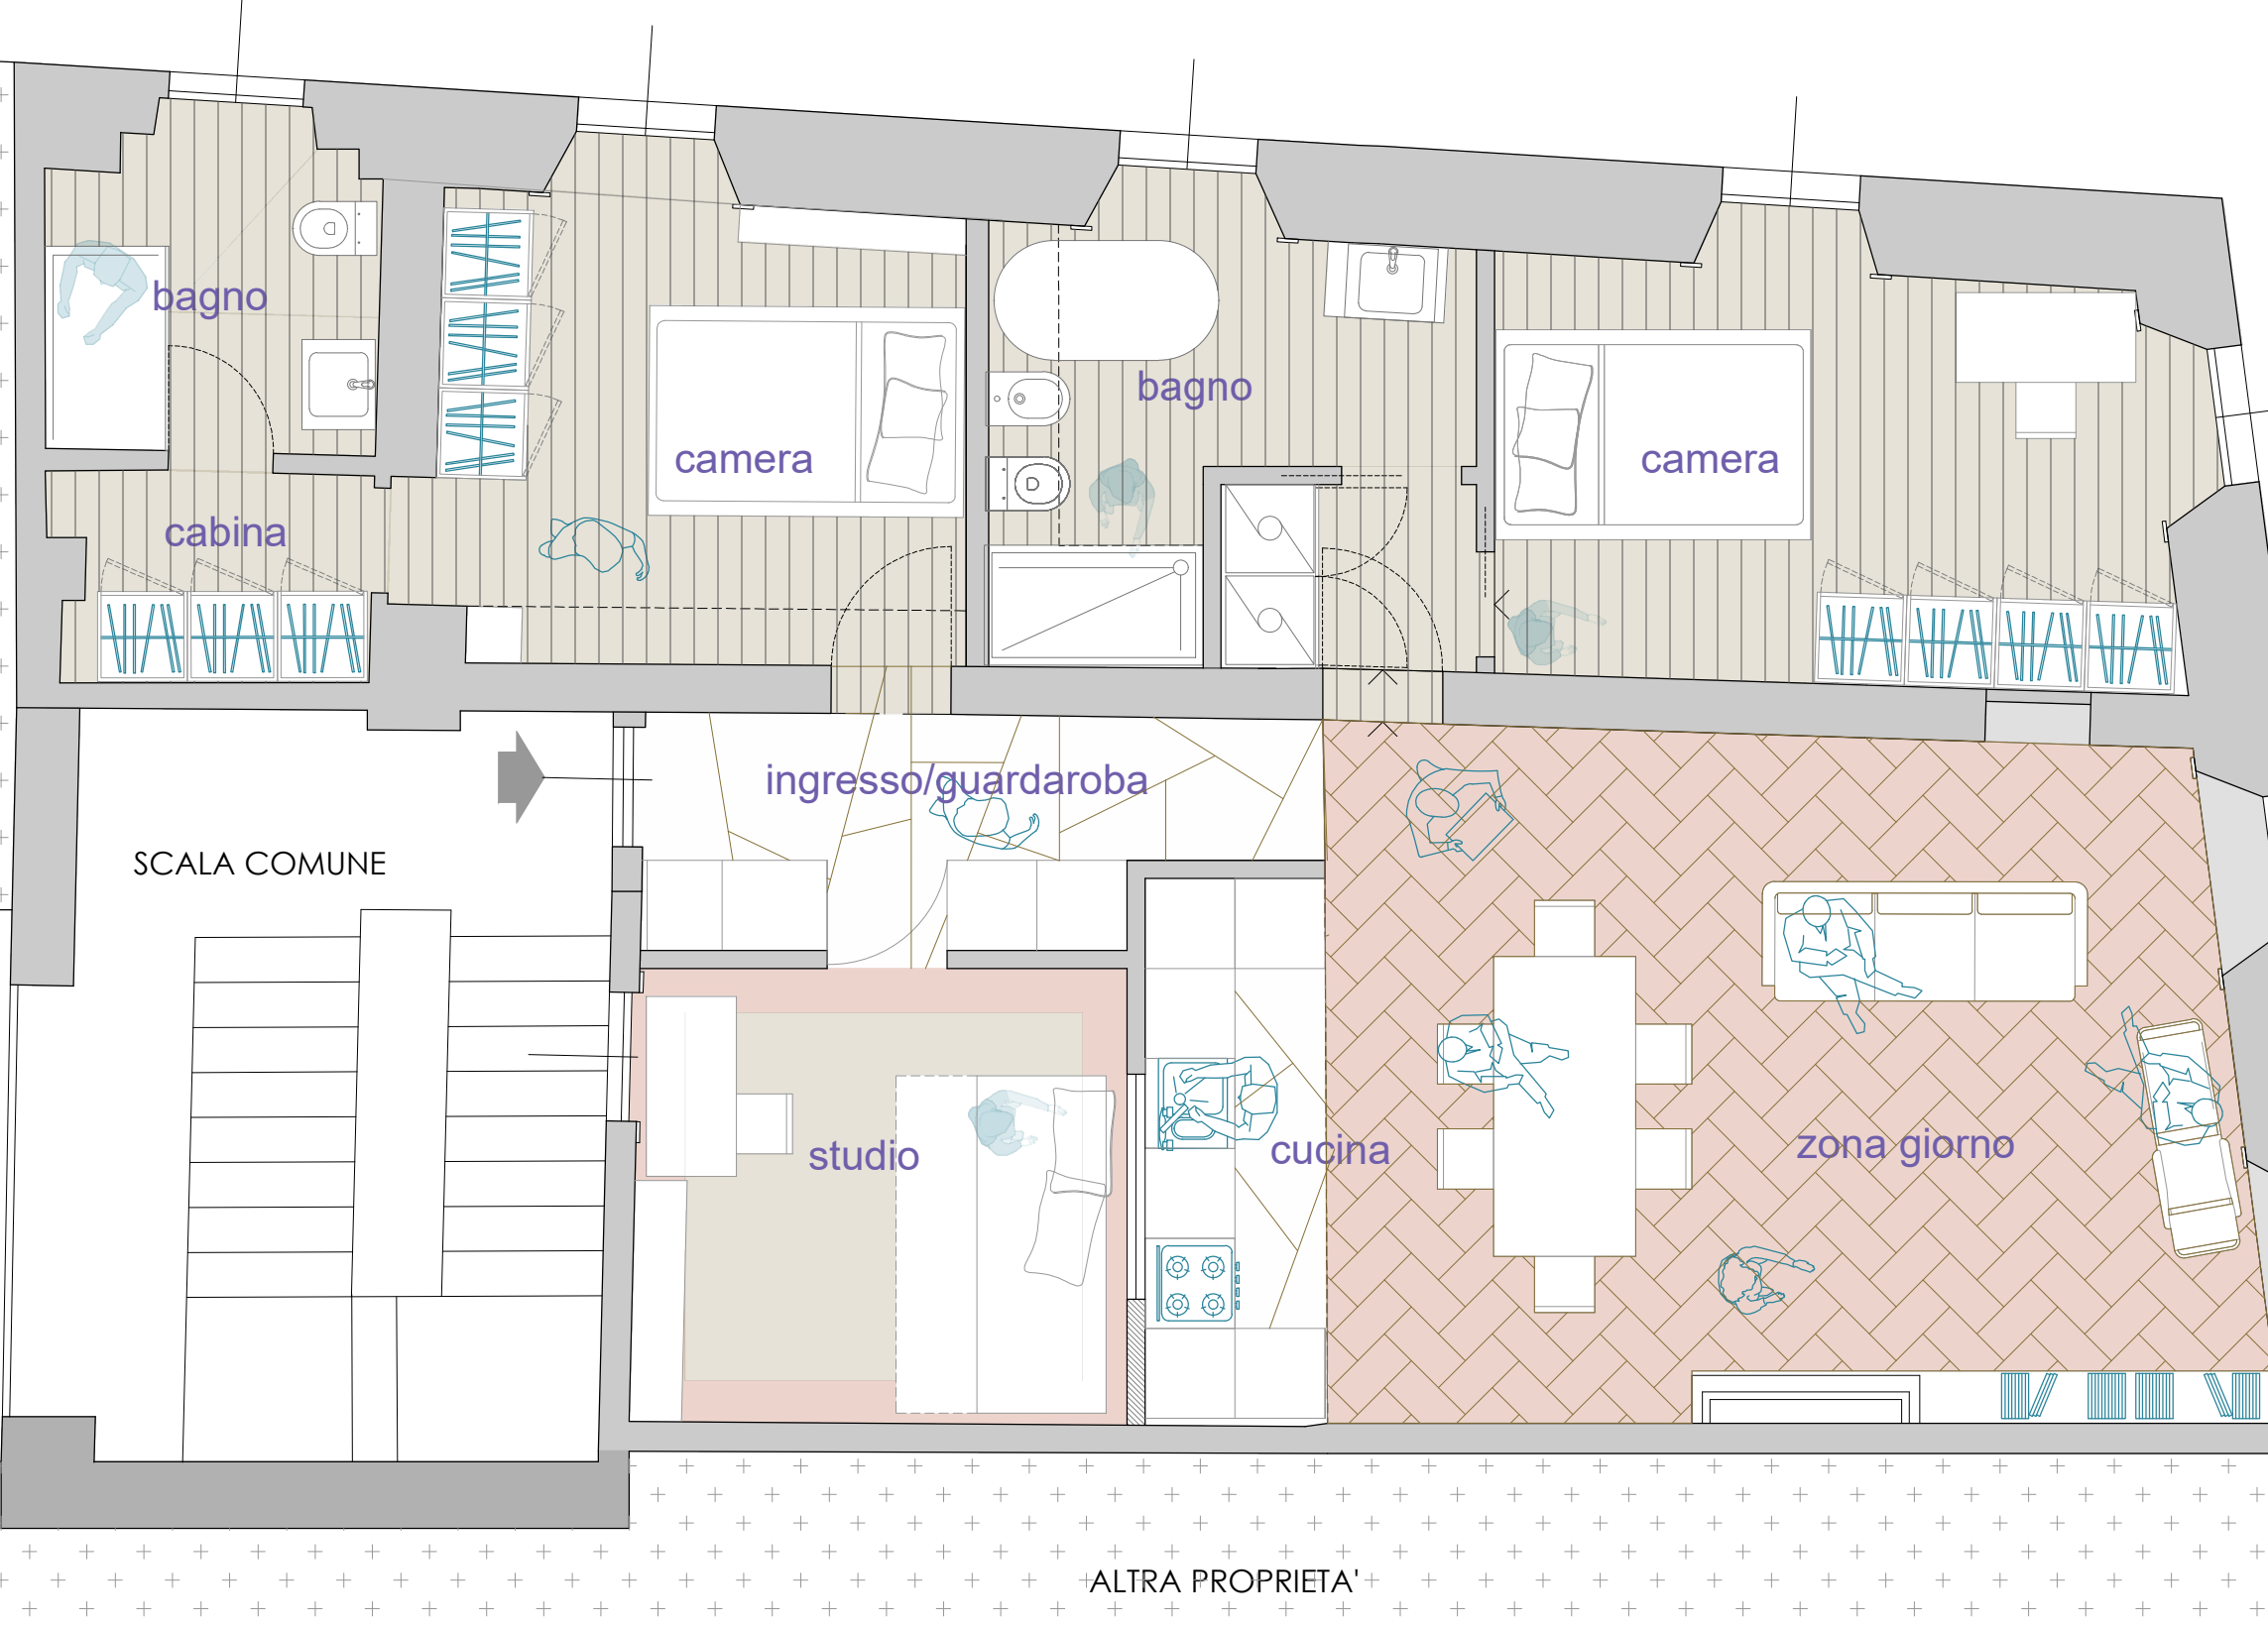 bagno
bagno
camera
camera
cabina
ingresso/guardaroba
SCALA COMUNE
studio
cucina
zona giorno
ALTRA PROPRIETA'